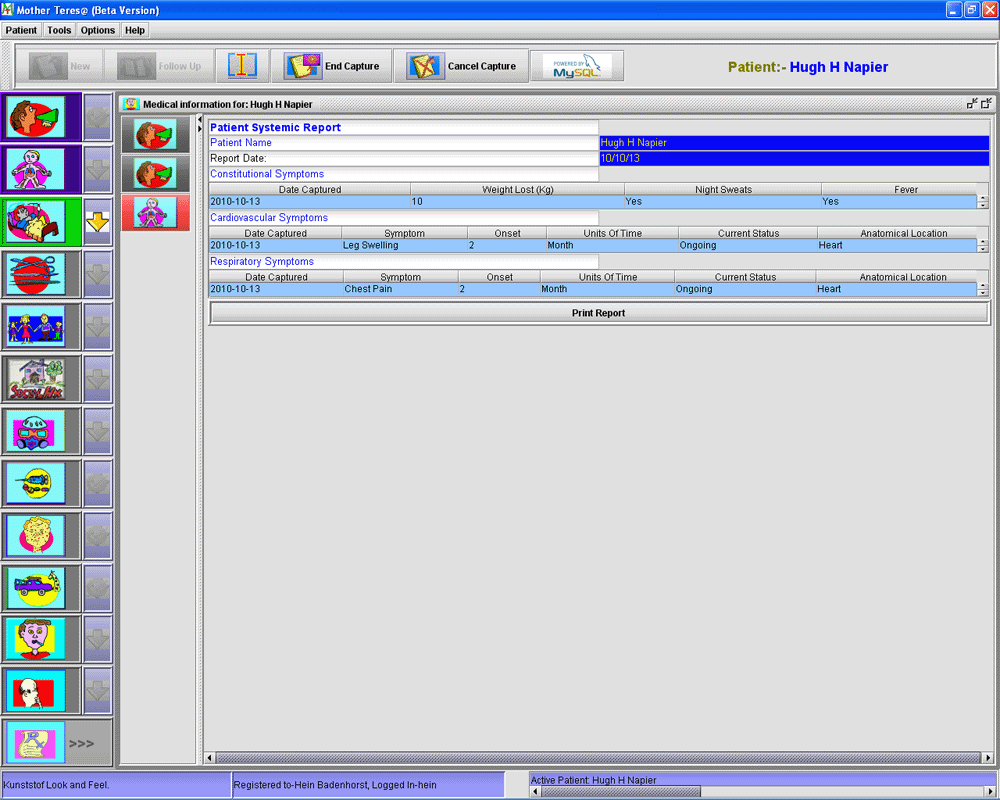 Mother Teres@ (Beta Version)
Patient Tools Options Help
New Follow Up End Capture Cancel Capture POWERED BY MySQL Patient:- Hugh H Napier
Medical information for: Hugh H Napier
Patient Systemic Report
Patient Name Hugh H Napier
Report Date: 10/10/13
Constitutional Symptoms
Date Captured Weight Lost (Kg) Night Sweats Fever
2010-10-13 10 Yes Yes
Cardiovascular Symptoms
Date Captured Symptom Onset Units Of Time Current Status Anatomical Location
2010-10-13 Leg Swelling 2 Month Ongoing Heart
Respiratory Symptoms
Date Captured Symptom Onset Units Of Time Current Status Anatomical Location
2010-10-13 Chest Pain 2 Month Ongoing Heart
Print Report
>>>
Kunststof Look and Feel. Registered to-Hein Badenhorst, Logged In-hein Active Patient: Hugh H Napier